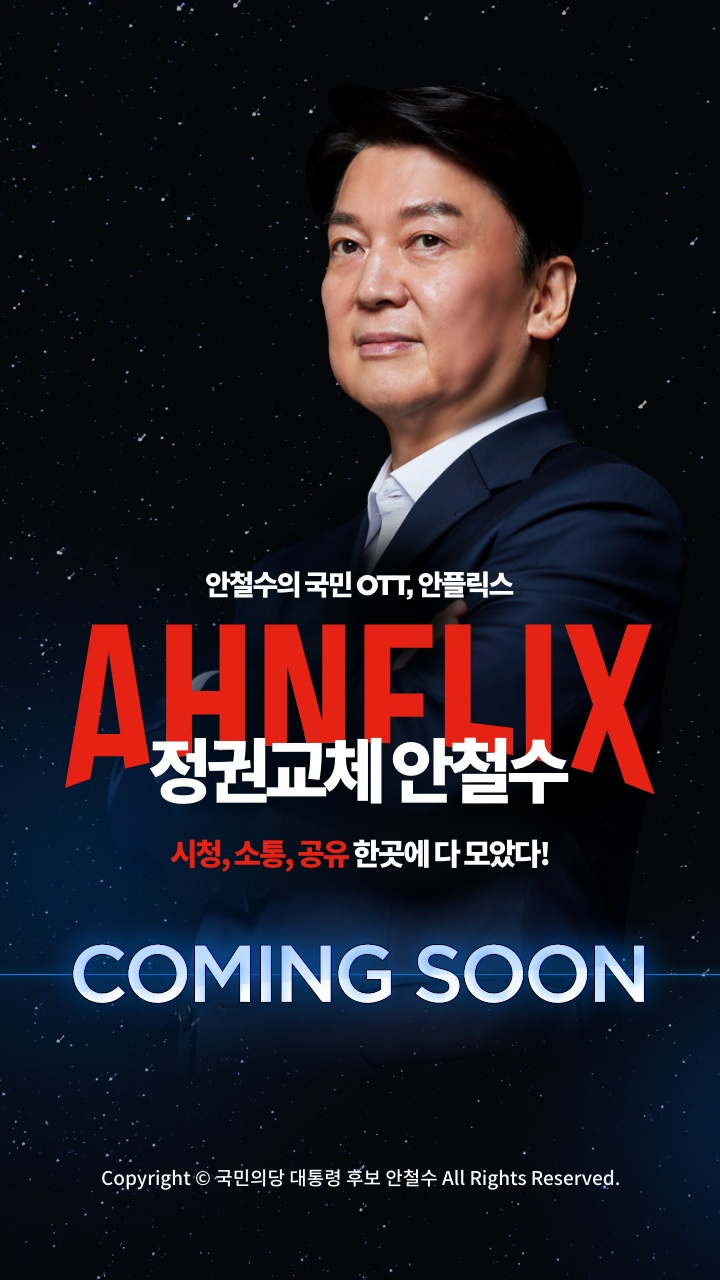 안철수의 국민 OTT, 안플릭스
AHNFLIX
정권교체 안철수
시청, 소통, 공유 한곳에 다 모았다!
COMING SOON
Copyright © 국민의당 대통령 후보 안철수 All Rights Reserved.